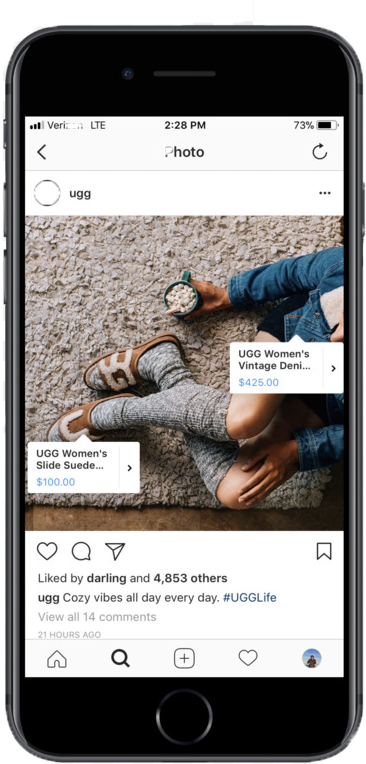 LTE
2:28 PM
73%
Photo
ugg
UGG Women's
Vintage Deni...
$425.00
UGG Women's
Slide Suede...
$100.00
Liked by darling and 4,853 others
ugg Cozy vibes all day every day. #UGGLife
View all 14 comments
21 HOURS AGO